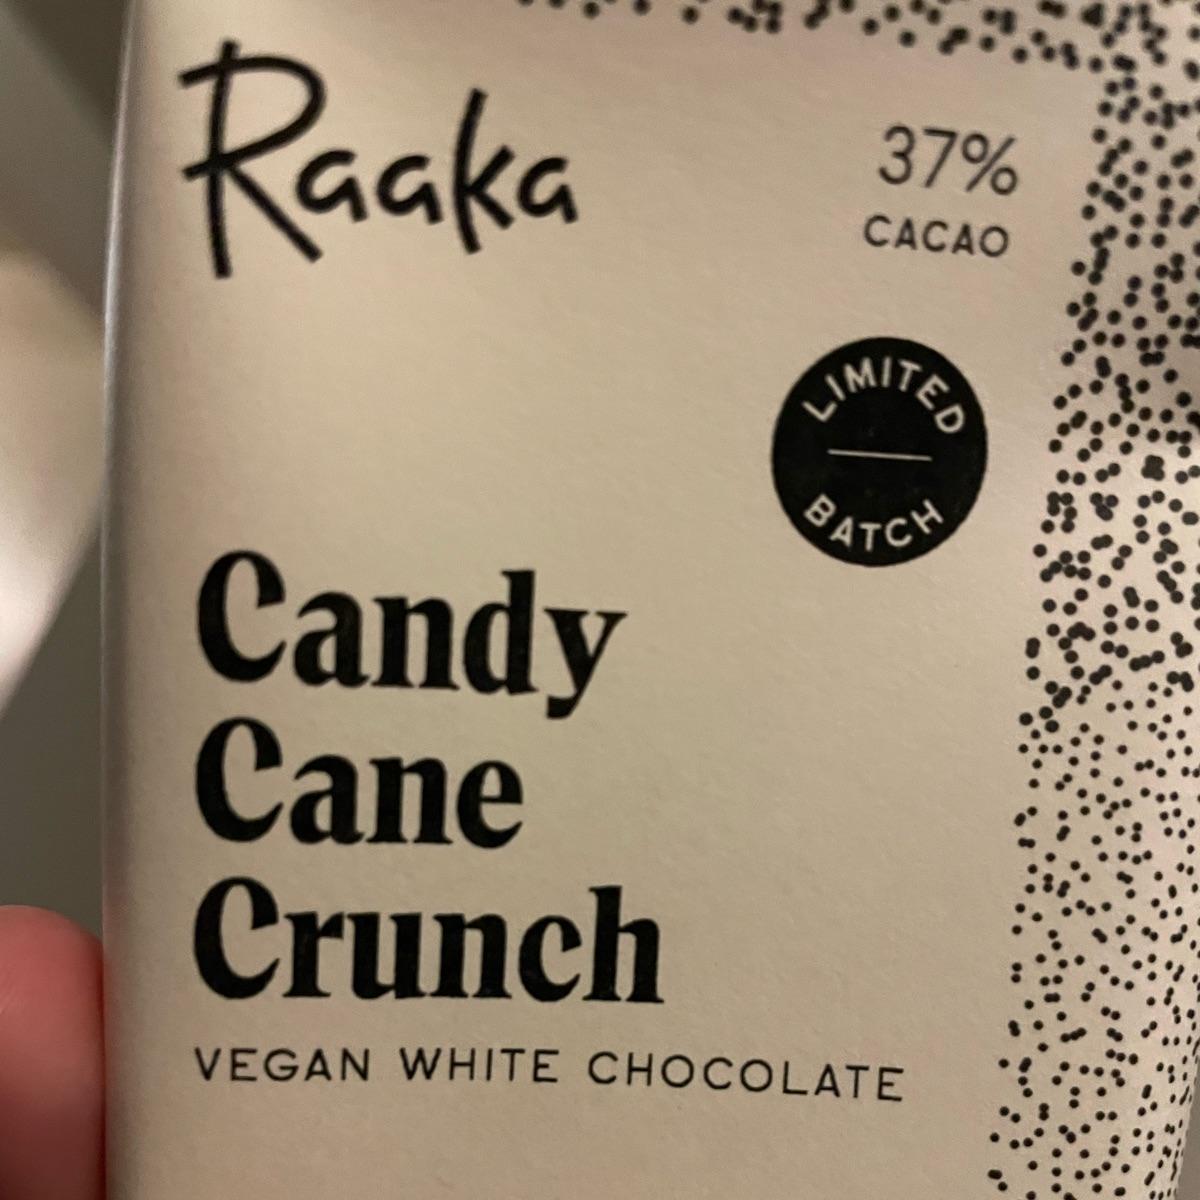 Raaka
37%
CACAO
LIMITED
BATCH
Candy
Cane
Crunch
VEGAN WHITE CHOCOLATE